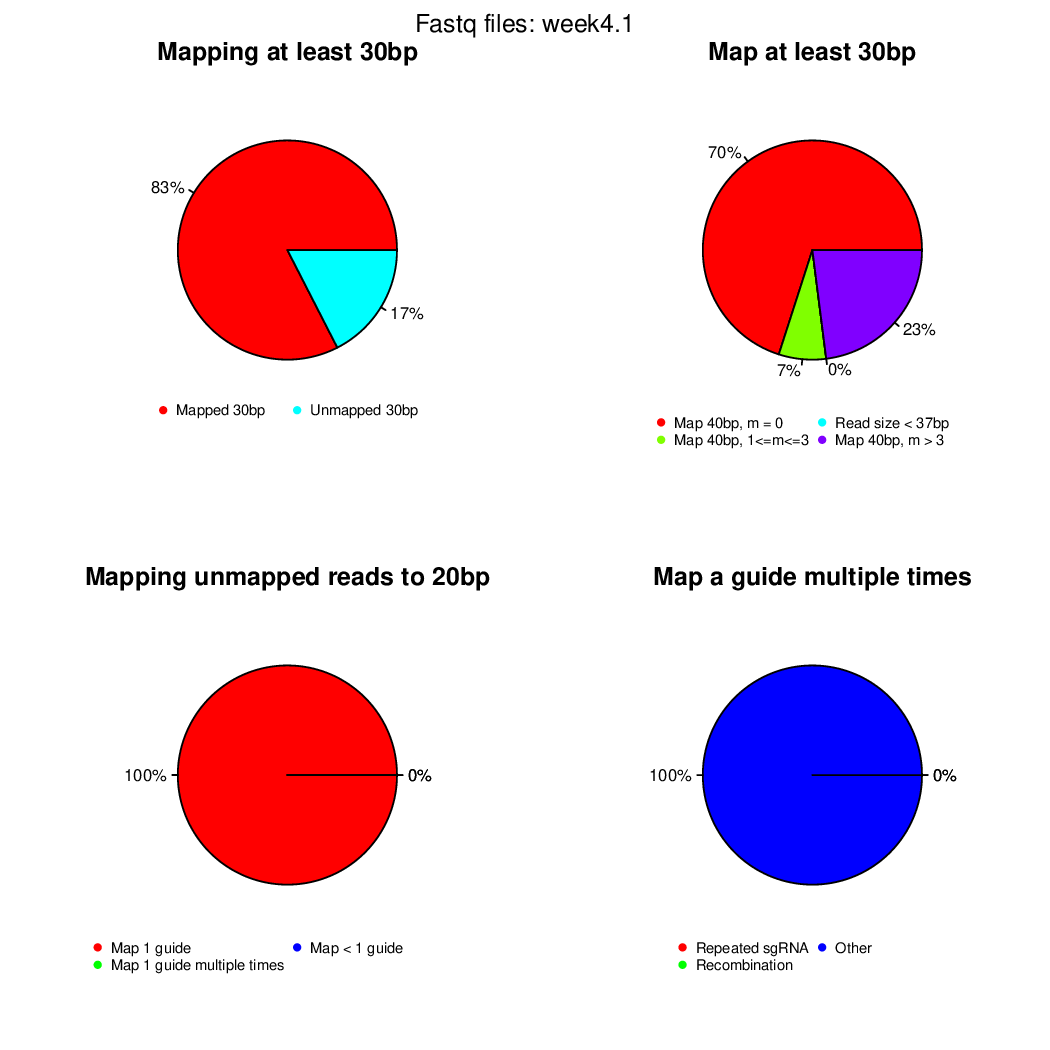 Fastq files: week4.1
Mapping at least 30bp
83%
17%
Mapped 30bp
Unmapped 30bp
Map at least 30bp
70%
23%
7%
0%
Map 40bp, m = 0
Read size < 37bp
Map 40bp, 1<=m<=3
Map 40bp, m > 3
Mapping unmapped reads to 20bp
100%
0%
Map 1 guide
Map < 1 guide
Map 1 guide multiple times
Map a guide multiple times
100%
0%
Repeated sgRNA
Other
Recombination